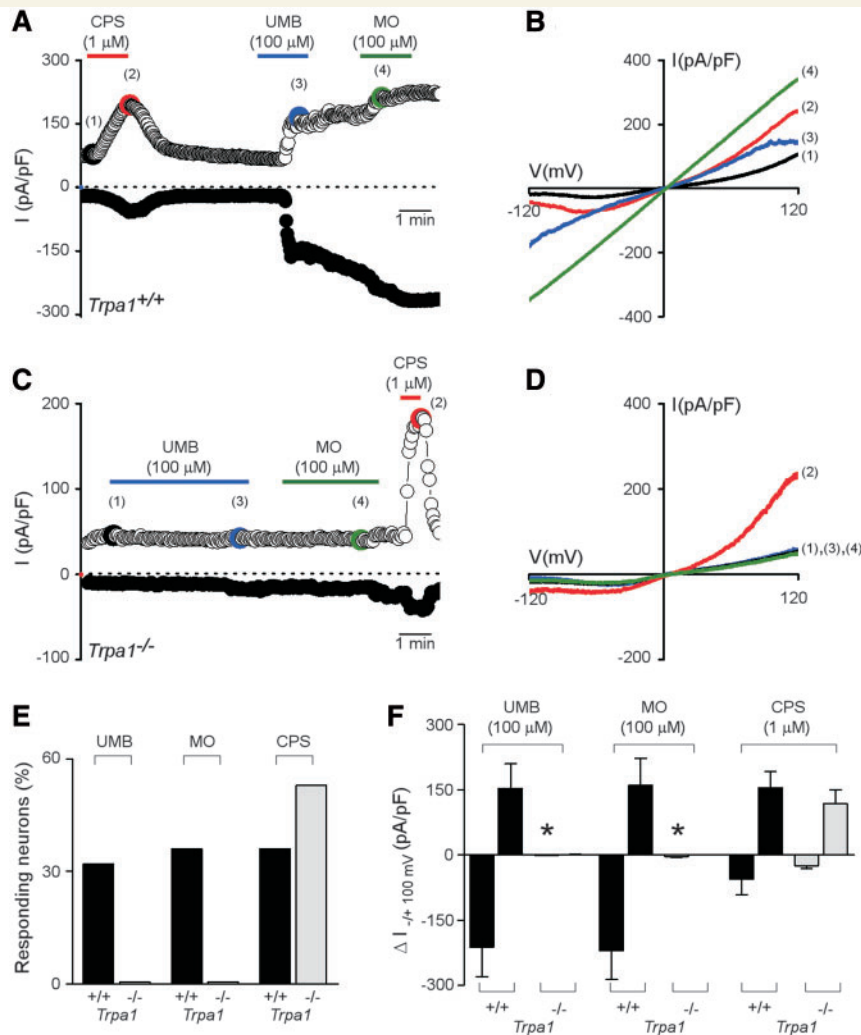 A
CPS
(1 µM)
UMB
(100 µM)
MO
(100 µM)
300
150
0
-150
-300
I (pA/pF)
(1)
(2)
(3)
(4)
1 min
Trpa1+/+
B
I(pA/pF)
400
200
-200
-400
V(mV)
-120
120
(4)
(2)
(3)
(1)
C
CPS
(1 µM)
UMB
(100 µM)
MO
(100 µM)
200
100
0
-100
I (pA/pF)
(1)
(3)
(4)
(2)
1 min
Trpa1-/-
D
I(pA/pF)
400
200
-200
V(mV)
-120
120
(2)
(1),(3),(4)
E
UMB
MO
CPS
60
30
0
Responding neurons (%)
+/+ -/- +/+ -/- +/+ -/-
Trpa1 Trpa1 Trpa1
F
UMB
(100 µM)
MO
(100 µM)
CPS
(1 µM)
300
150
0
-150
-300
Δ I -/+ 100 mV (pA/pF)
* *
+/+ -/- +/+ -/- +/+ -/-
Trpa1 Trpa1 Trpa1